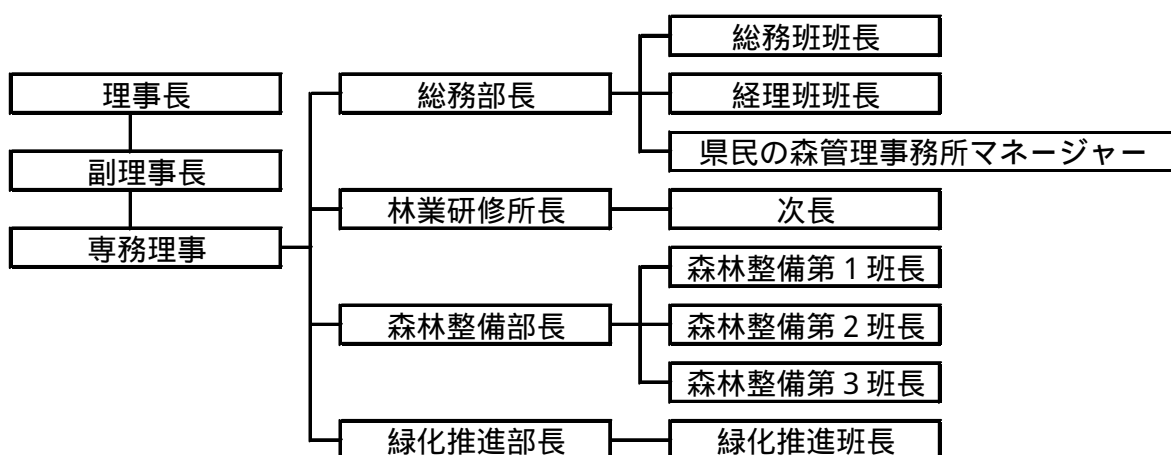 理事長
副理事長
専務理事
総務部長
総務班班長
経理班班長
県民の森管理事務所マネージャー
林業研修所長
次長
森林整備部長
森林整備第１班長
森林整備第２班長
森林整備第３班長
緑化推進部長
緑化推進班長